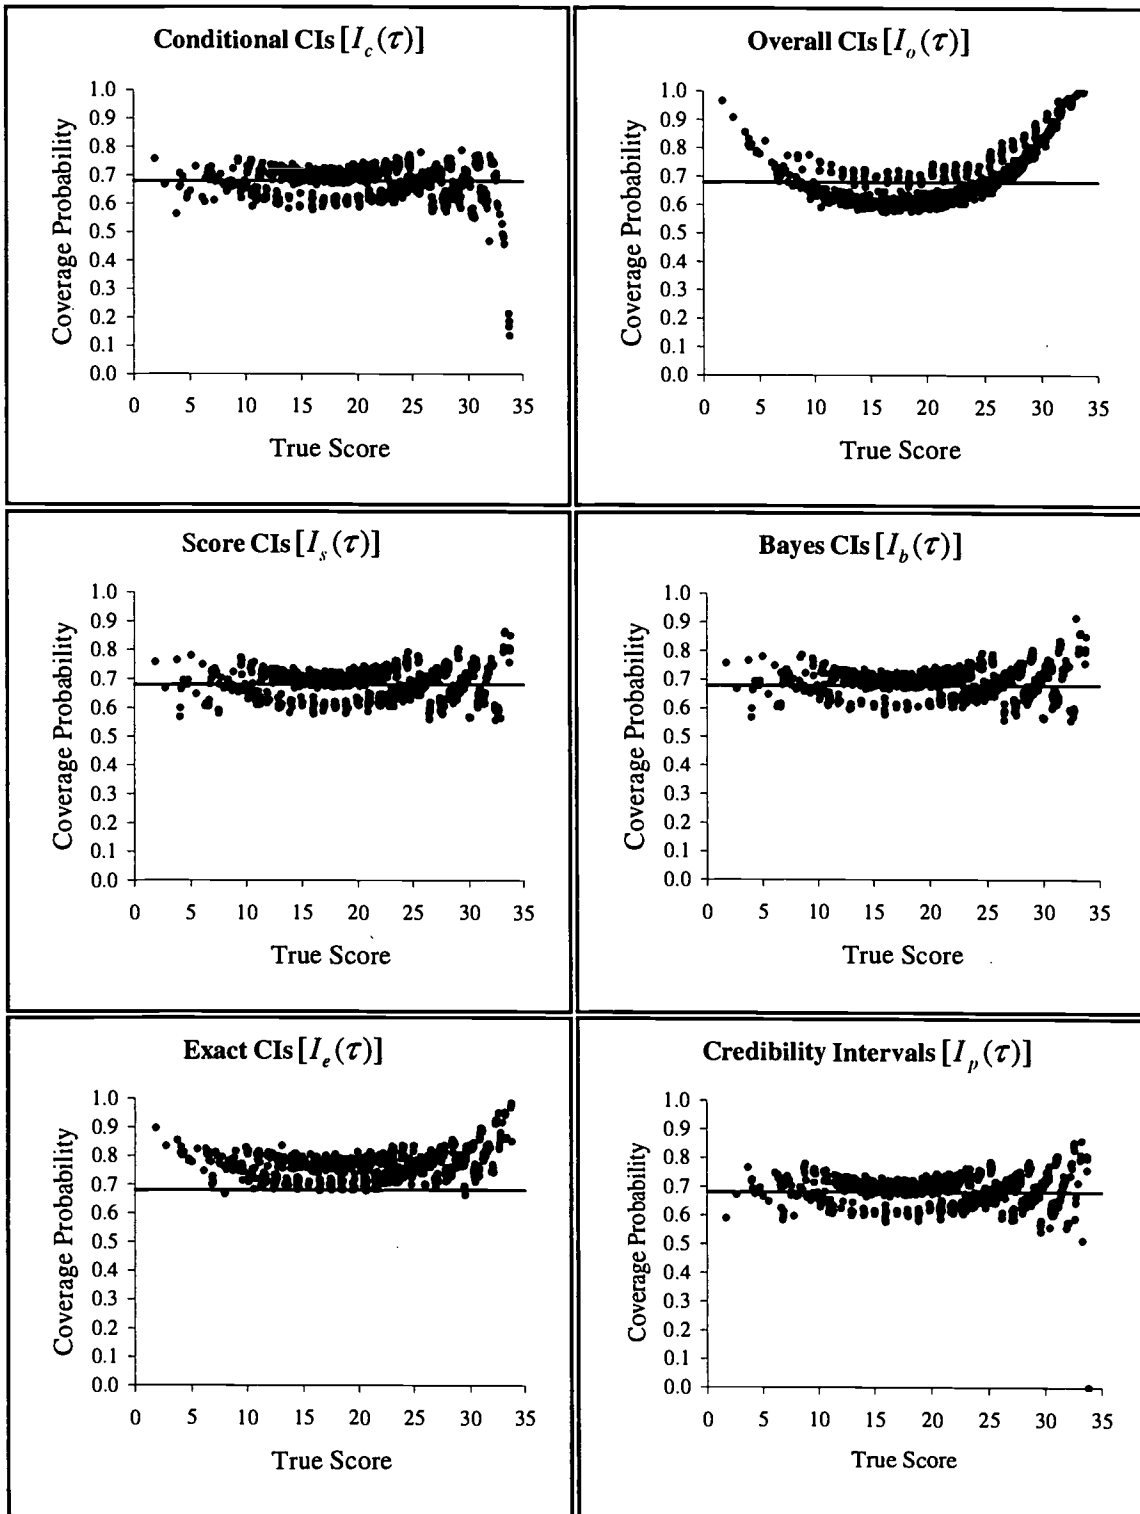 Conditional CIs [I_c(τ)]
Coverage Probability
1.0
0.9
0.8
0.7
0.6
0.5
0.4
0.3
0.2
0.1
0.0
0 5 10 15 20 25 30 35
True Score
Overall CIs [I_o(τ)]
Coverage Probability
1.0
0.9
0.8
0.7
0.6
0.5
0.4
0.3
0.2
0.1
0.0
0 5 10 15 20 25 30 35
True Score
Score CIs [I_s(τ)]
Coverage Probability
1.0
0.9
0.8
0.7
0.6
0.5
0.4
0.3
0.2
0.1
0.0
0 5 10 15 20 25 30 35
True Score
Bayes CIs [I_b(τ)]
Coverage Probability
1.0
0.9
0.8
0.7
0.6
0.5
0.4
0.3
0.2
0.1
0.0
0 5 10 15 20 25 30 35
True Score
Exact CIs [I_e(τ)]
Coverage Probability
1.0
0.9
0.8
0.7
0.6
0.5
0.4
0.3
0.2
0.1
0.0
0 5 10 15 20 25 30 35
True Score
Credibility Intervals [I_p(τ)]
Coverage Probability
1.0
0.9
0.8
0.7
0.6
0.5
0.4
0.3
0.2
0.1
0.0
0 5 10 15 20 25 30 35
True Score